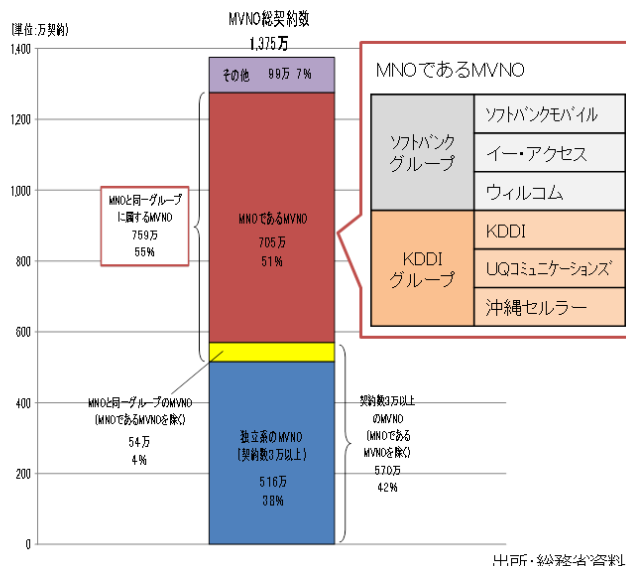 (単位:万契約)
MVNO総契約数
1,375万
1,400
1,200
1,000
800
600
400
200
0
その他 99万 7%
MNOと同一グループ
に属するMVNO
759万
55%
MNOであるMVNO
705万
51%
MNOと同一グループのMVNO
(MNOであるMVNOを除く)
54万
4%
独立系のMVNO
(契約数3万以上)
516万
38%
契約数3万以上
のMVNO
(MNOである
MVNOを除く)
570万
42%
MNOであるMVNO
ソフトバンク
グループ
ソフトバンクモバイル
イー・アクセス
ウィルコム
KDDI
グループ
KDDI
UQコミュニケーションズ
沖縄セルラー
出所・総務省資料